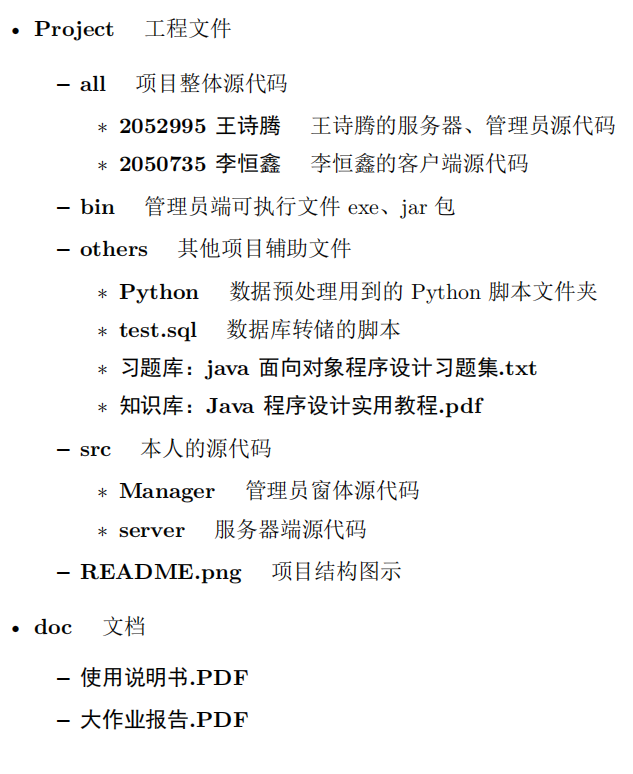 • Project 工程文件
– all 项目整体源代码
∗ 2052995 王诗腾 王诗腾的服务器、管理员源代码
∗ 2050735 李恒鑫 李恒鑫的客户端源代码
– bin 管理员端可执行文件 exe、jar 包
– others 其他项目辅助文件
∗ Python 数据预处理用到的 Python 脚本文件夹
∗ test.sql 数据库转储的脚本
∗ 习题库：java 面向对象程序设计习题集.txt
∗ 知识库：Java 程序设计实用教程.pdf
– src 本人的源代码
∗ Manager 管理员窗体源代码
∗ server 服务器端源代码
– README.png 项目结构图示
• doc 文档
– 使用说明书.PDF
– 大作业报告.PDF